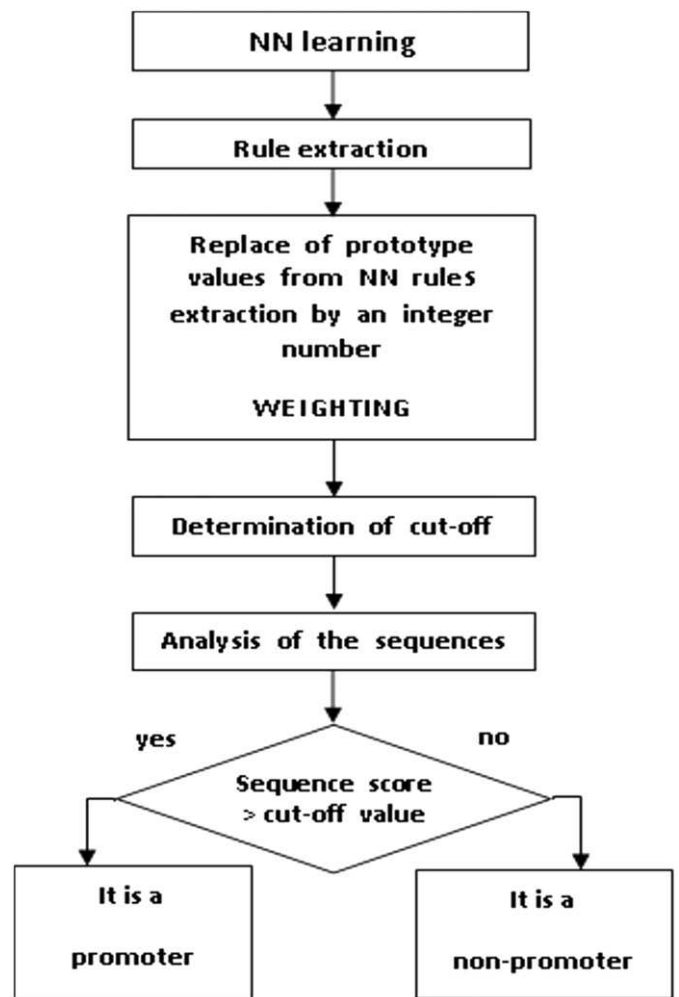 NN learning
Rule extraction
Replace of prototype
values from NN rules
extraction by an integer
number
WEIGHTING
Determination of cut-off
Analysis of the sequences
yes
no
Sequence score
> cut-off value
It is a
promoter
It is a
non-promoter